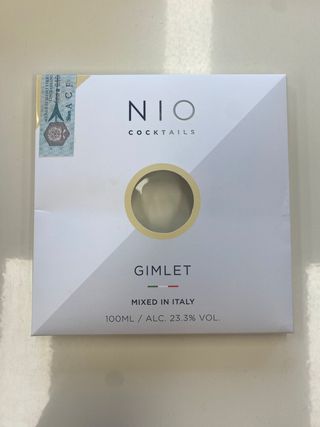 NIO
COCKTAILS
GIMLET
MIXED IN ITALY
100ML / ALC. 23.3% VOL.